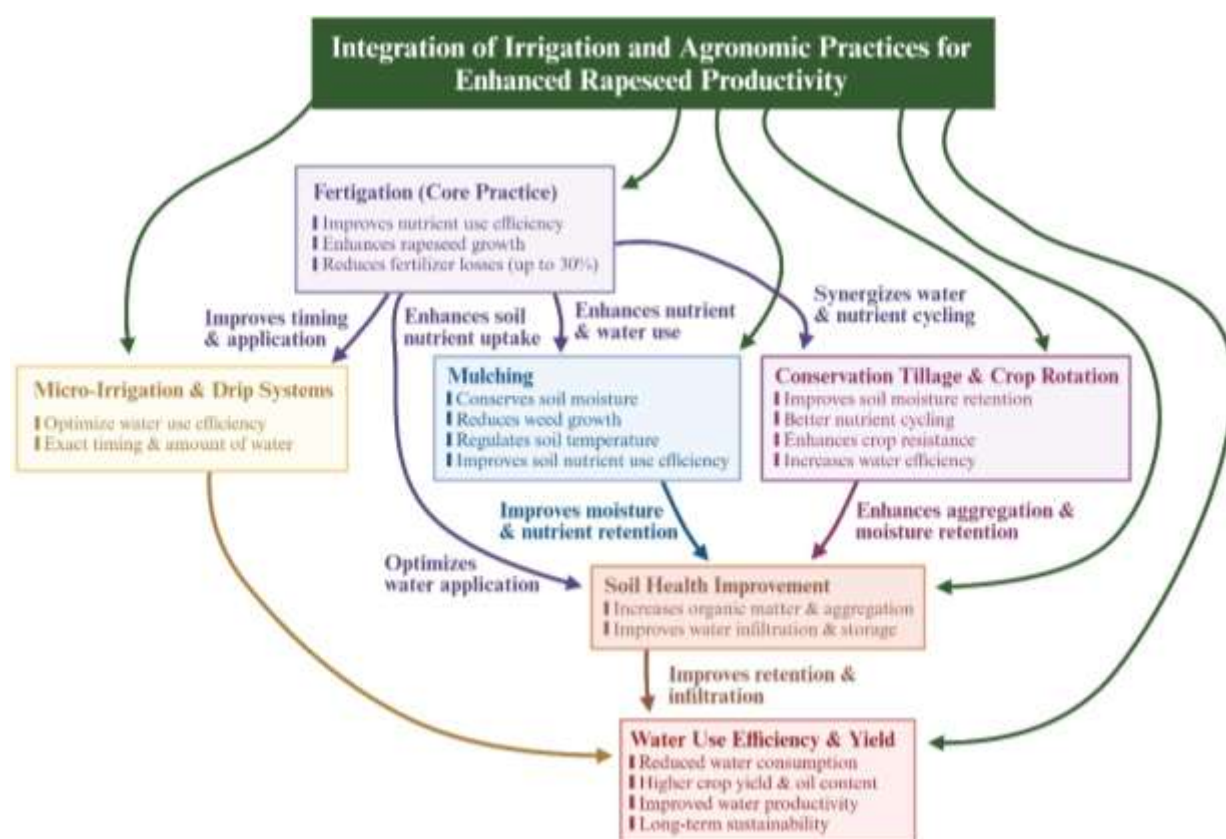 Integration of Irrigation and Agronomic Practices for
Enhanced Rapeseed Productivity
Fertigation (Core Practice)
Improves nutrient use efficiency
Enhances rapeseed growth
Reduces fertilizer losses (up to 30%)
Improves timing
& application
Enhances soil
nutrient uptake
Enhances nutrient
& water use
Synergizes water
& nutrient cycling
Micro-Irrigation & Drip Systems
Optimize water use efficiency
Exact timing & amount of water
Mulching
Conserves soil moisture
Reduces weed growth
Regulates soil temperature
Improves soil nutrient use efficiency
Conservation Tillage & Crop Rotation
Improves soil moisture retention
Better nutrient cycling
Enhances crop resistance
Increases water efficiency
Improves moisture
& nutrient retention
Enhances aggregation &
moisture retention
Optimizes
water application
Soil Health Improvement
Increases organic matter & aggregation
Improves water infiltration & storage
Improves retention &
infiltration
Water Use Efficiency & Yield
Reduced water consumption
Higher crop yield & oil content
Improved water productivity
Long-term sustainability